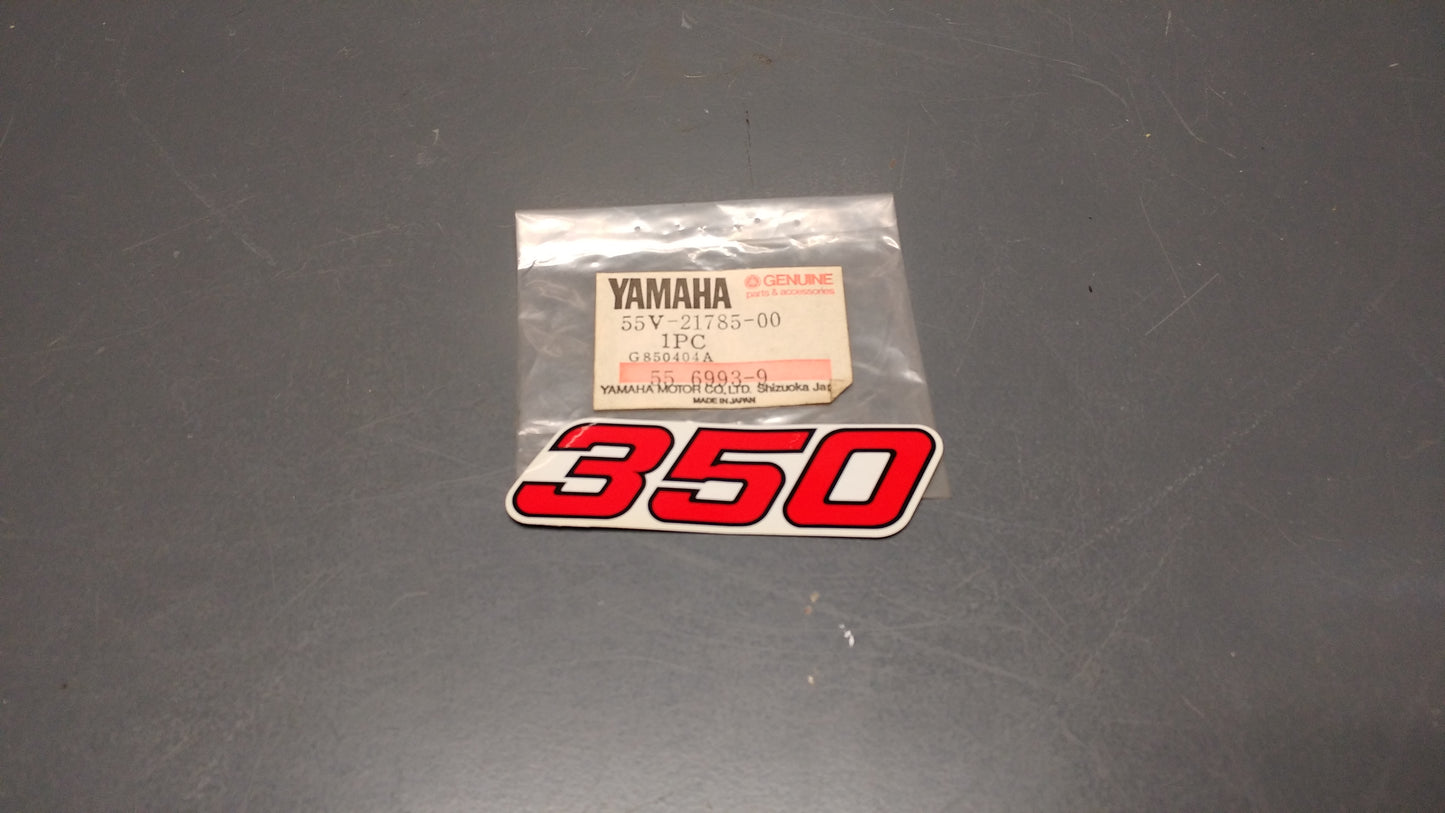 YAMAHA GENUINE
parts & accessories
55V-21785-00
1PC
G850404A
55 6993-9
YAMAHA MOTOR CO., LTD. Shizuoka
MADE IN JAPAN
350